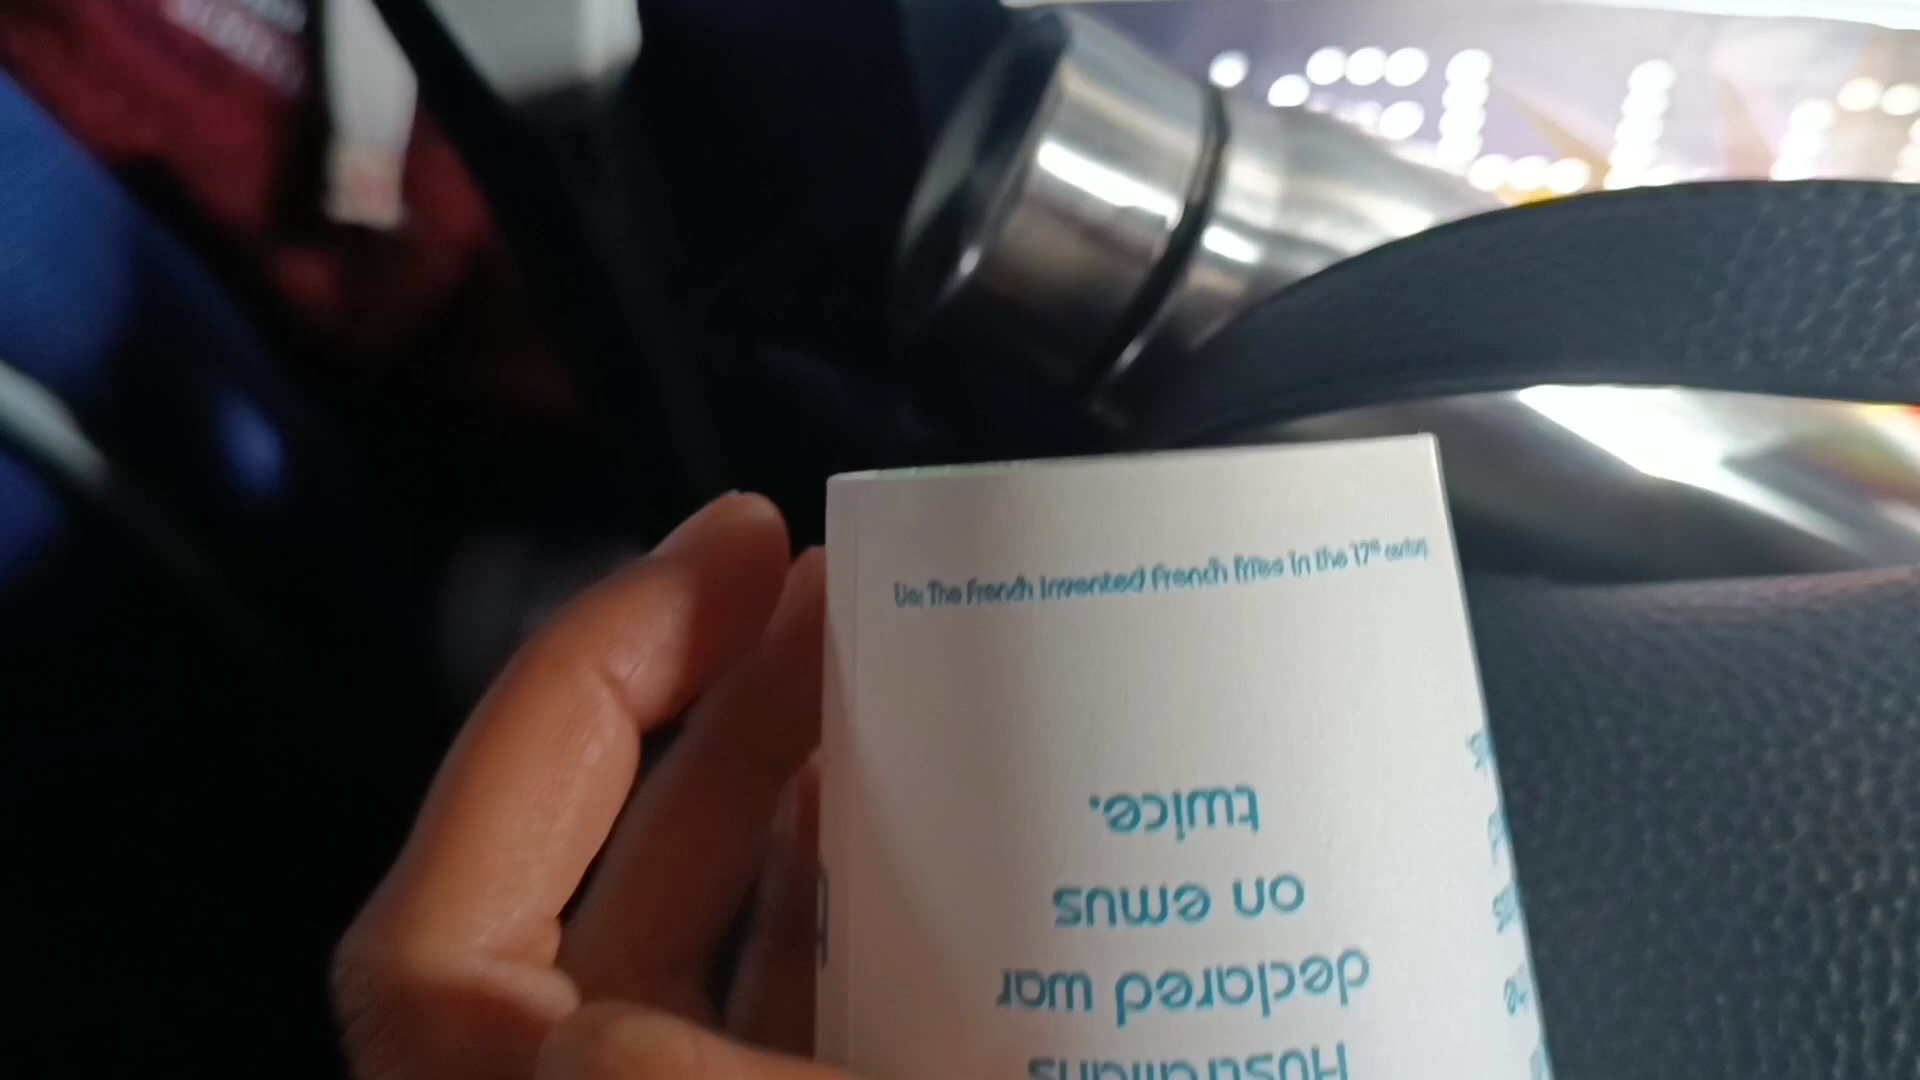 Lie: The French invented French fries in the 17th century
Australians
declared war
on emus
twice.